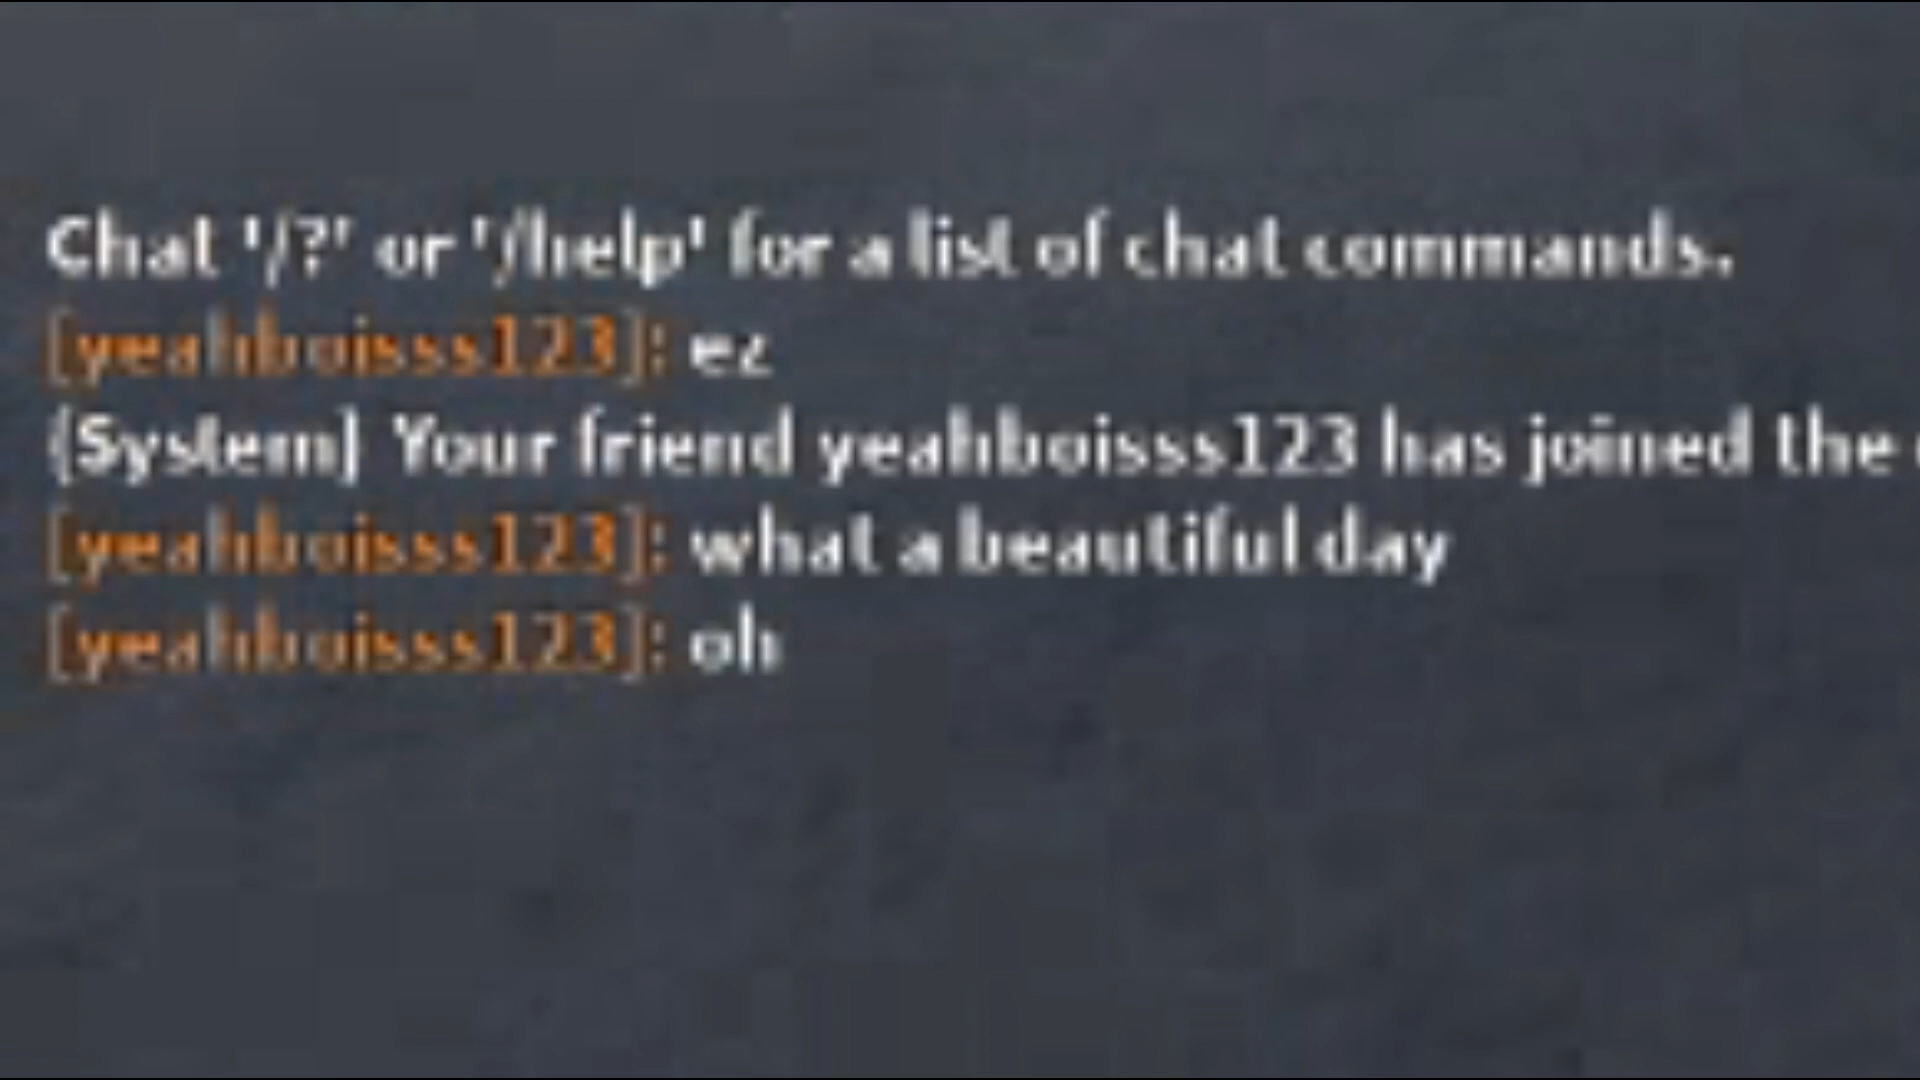 Chat '/?' or '/help' for a list of chat commands.
[yeahboisss123]: ez
{System} Your friend yeahboisss123 has joined the
[yeahboisss123]: what a beautiful day
[yeahboisss123]: oh